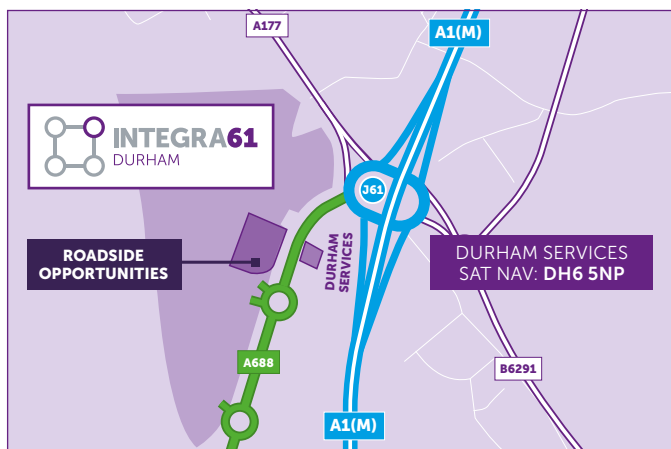 A177
A1(M)
INTEGRA61
DURHAM
J61
ROADSIDE
OPPORTUNITIES
DURHAM
SERVICES
DURHAM SERVICES
SAT NAV: DH6 5NP
A688
B6291
A1(M)